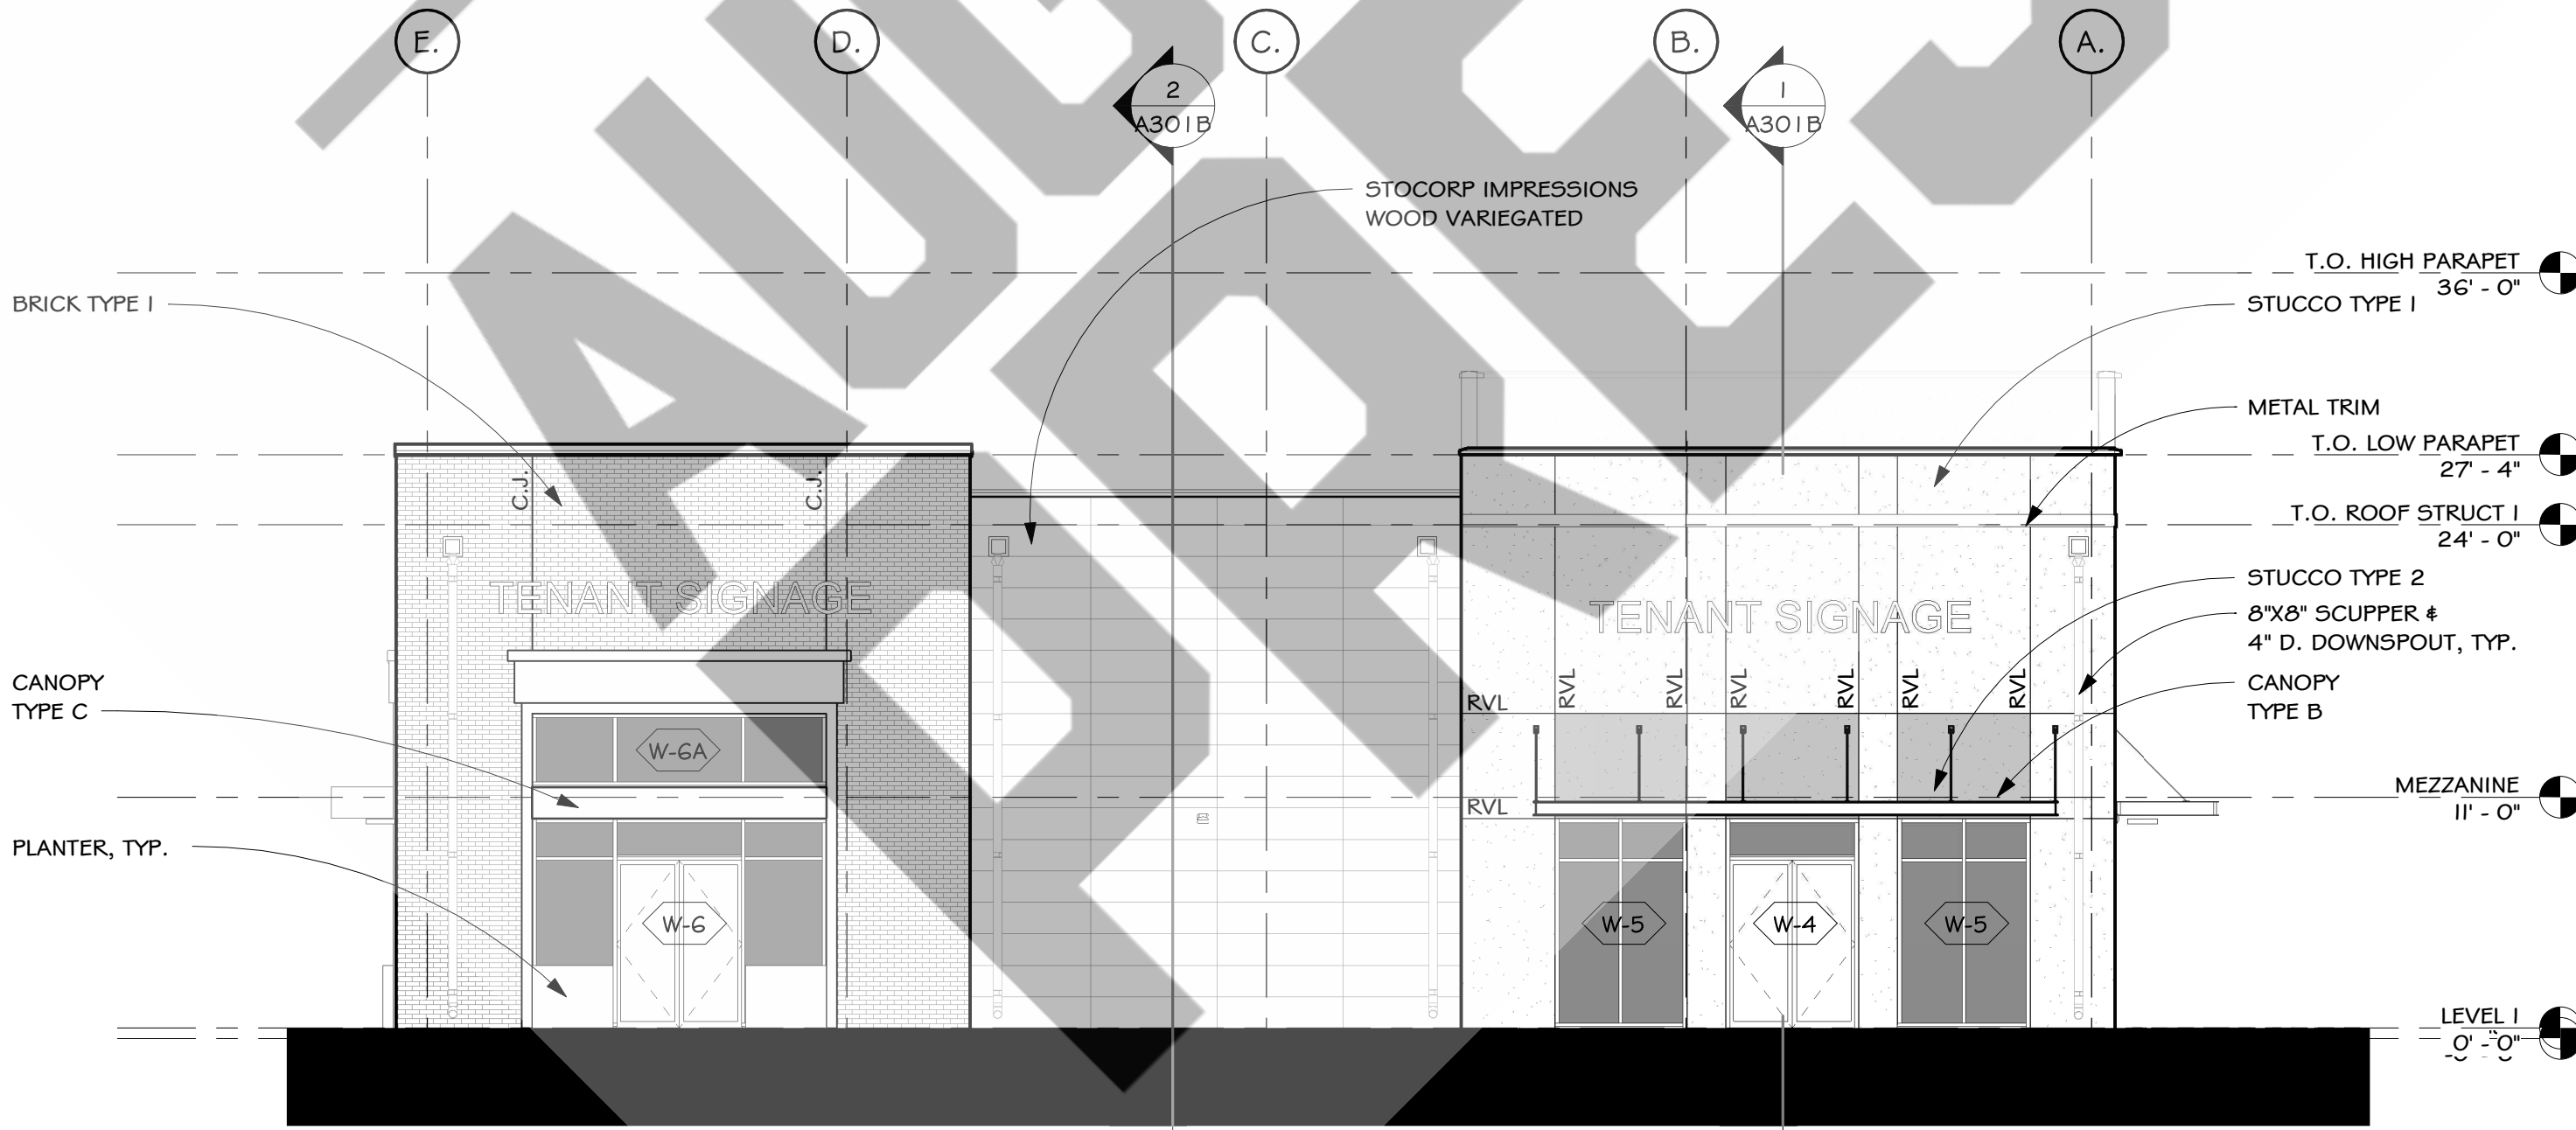 E.
D.
C.
B.
A.
2
A301B
1
A301B
STOCORP IMPRESSIONS
WOOD VARIEGATED
T.O. HIGH PARAPET
36' - 0"
BRICK TYPE 1
STUCCO TYPE 1
METAL TRIM
T.O. LOW PARAPET
27' - 4"
C.J.
C.J.
T.O. ROOF STRUCT 1
24' - 0"
STUCCO TYPE 2
TENANT SIGNAGE
TENANT SIGNAGE
8"X8" SCUPPER &
4" D. DOWNSPOUT, TYP.
CANOPY
TYPE C
CANOPY
TYPE B
RVL
RVL
RVL
RVL
RVL
RVL
RVL
RVL
W-6A
MEZZANINE
11' - 0"
PLANTER, TYP.
W-6
W-5
W-4
W-5
LEVEL 1
0' - 0"